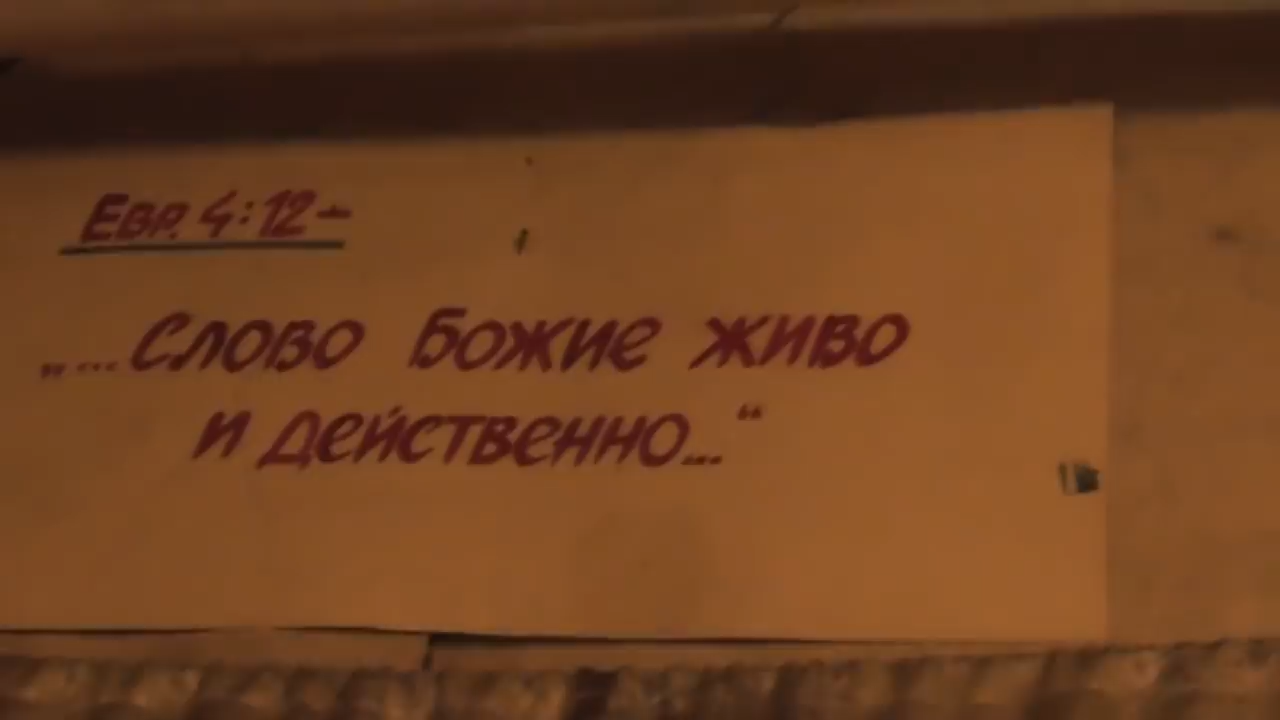 Евр. 4:12-
„...Слово Божие живо
и действенно...“